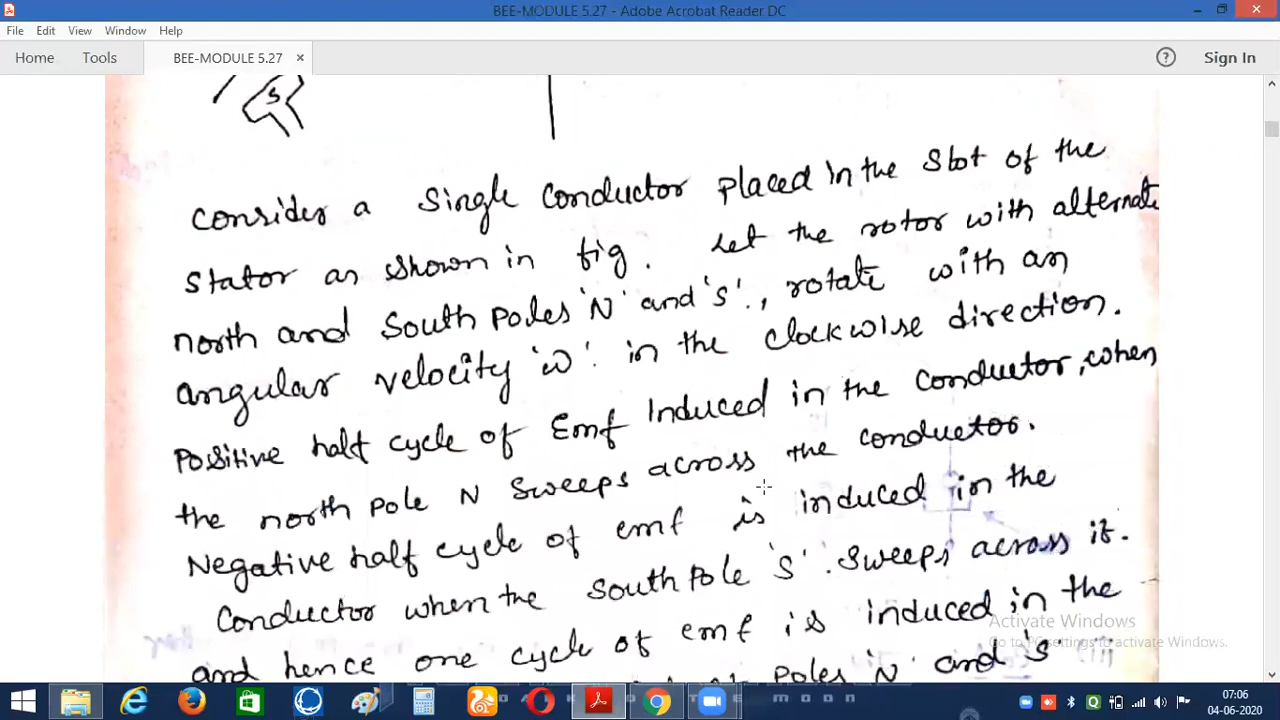 BEE-MODULE 5.27 - Adobe Acrobat Reader DC
File Edit View Window Help
Home Tools BEE-MODULE 5.27 × Sign In
S
Consider a Single Conductor placed in the Slot of the
stator as shown in fig. Let the rotor with alternate
north and South Poles 'N' and 'S'., rotate with an
angular velocity 'ω'. in the clockwise direction.
Positive half cycle of Emf Induced in the Conductor, when
the north pole N Sweeps across the conductor.
Negative half cycle of emf is induced in the
Conductor when the South Pole 'S'. Sweeps across it.
and hence one cycle of emf is induced in the
Poles 'N' and 'S'
Activate Windows
Go to PC settings to activate Windows.
07:06
04-06-2020